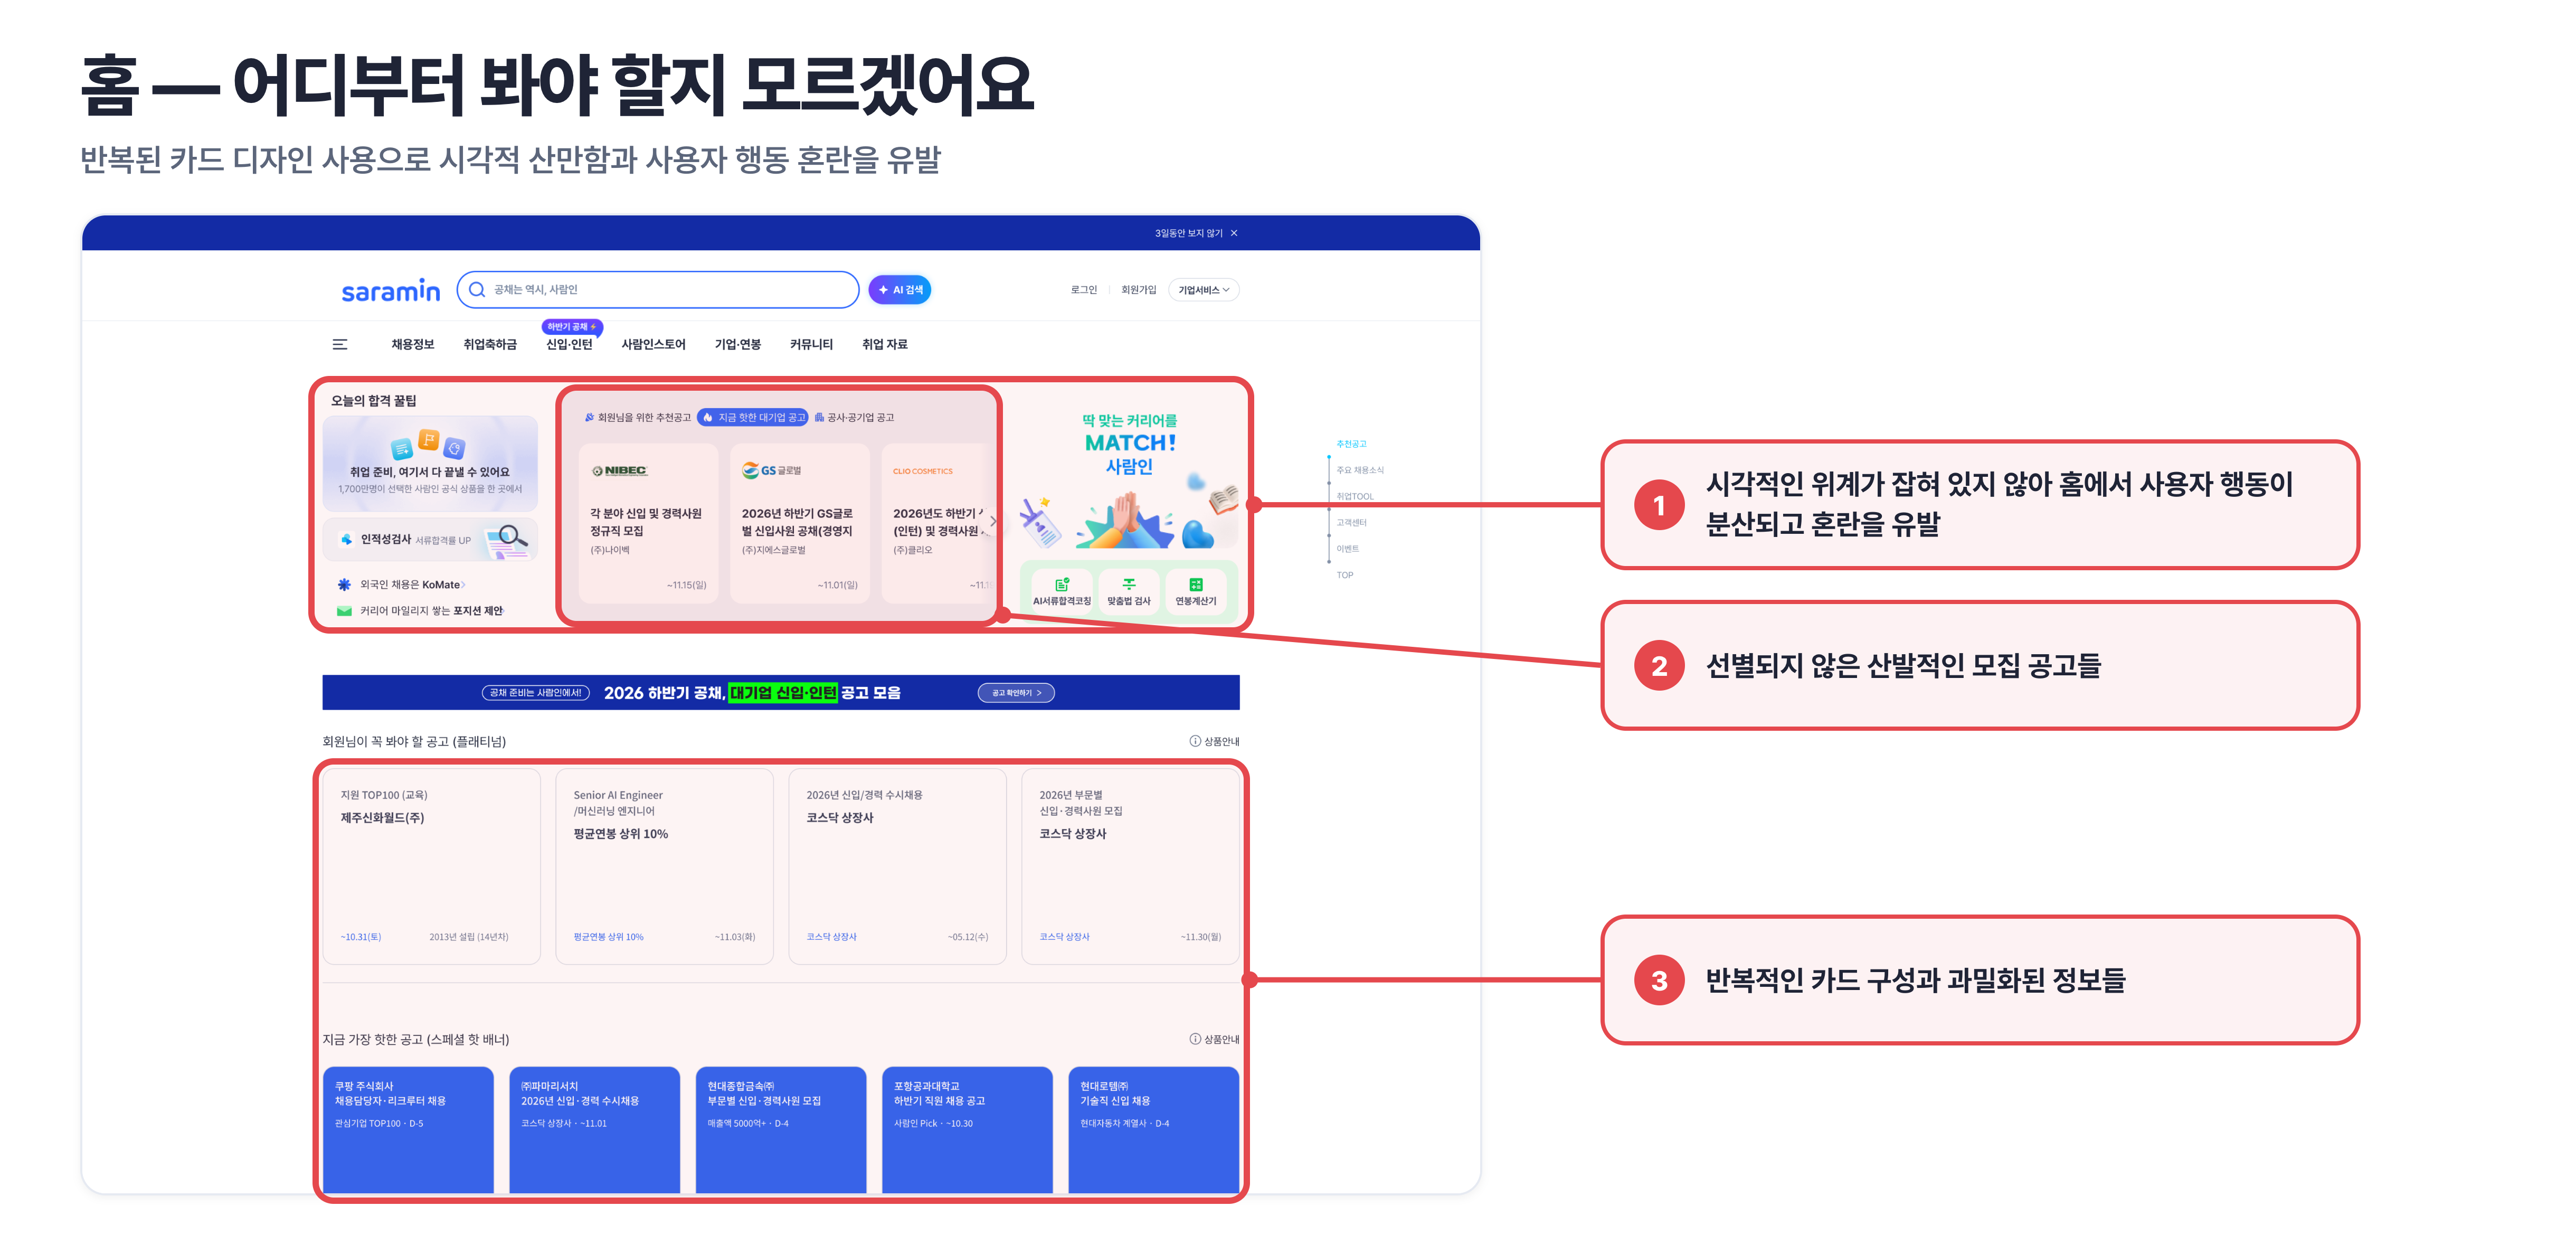 홈 — 어디부터 봐야 할지 모르겠어요
반복된 카드 디자인 사용으로 시각적 산만함과 사용자 행동 혼란을 유발
3일동안 보지 않기 ×
saramin
공채는 역시, 사람인
AI 검색
로그인
회원가입
기업서비스
하반기 공채
채용정보
취업축하금
신입·인턴
사람인스토어
기업·연봉
커뮤니티
취업 자료
오늘의 합격 꿀팁
취업 준비, 여기서 다 끝낼 수 있어요
1,700만명이 선택한 사람인 공식 상품을 한 곳에서
인적성검사 서류합격률 UP
외국인 채용은 KoMate>
커리어 마일리지 쌓는 포지션 제안
회원님을 위한 추천공고
지금 핫한 대기업 공고
공사·공기업 공고
NIBEC
각 분야 신입 및 경력사원
정규직 모집
(주)나이벡
~11.15(일)
GS글로벌
2026년 하반기 GS글로
벌 신입사원 공채(경영지
(주)지에스글로벌
~11.01(일)
CLIO COSMETICS
2026년도 하반기
(인턴) 및 경력사원
(주)클리오
딱 맞는 커리어를
MATCH!
사람인
AI서류합격코칭
맞춤법 검사
연봉계산기
추천공고
주요 채용소식
취업TOOL
고객센터
이벤트
TOP
1
시각적인 위계가 잡혀 있지 않아 홈에서 사용자 행동이
분산되고 혼란을 유발
2
선별되지 않은 산발적인 모집 공고들
공채 준비는 사람인에서!
2026 하반기 공채, 대기업 신입·인턴 공고 모음
공고 확인하기 >
회원님이 꼭 봐야 할 공고 (플래티넘)
상품안내
지원 TOP100 (교육)
제주신화월드(주)
~10.31(토)
2013년 설립 (14년차)
Senior AI Engineer
/머신러닝 엔지니어
평균연봉 상위 10%
평균연봉 상위 10%
~11.03(화)
2026년 신입/경력 수시채용
코스닥 상장사
코스닥 상장사
~05.12(수)
2026년 부문별
신입·경력사원 모집
코스닥 상장사
코스닥 상장사
~11.30(월)
3
반복적인 카드 구성과 과밀화된 정보들
지금 가장 핫한 공고 (스페셜 핫 배너)
상품안내
쿠팡 주식회사
채용담당자·리크루터 채용
관심기업 TOP100 · D-5
㈜파마리서치
2026년 신입·경력 수시채용
코스닥 상장사 · ~11.01
현대종합금속㈜
부문별 신입·경력사원 모집
매출액 5000억+ · D-4
포항공과대학교
하반기 직원 채용 공고
사람인 Pick · ~10.30
현대로템㈜
기술직 신입 채용
현대자동차 계열사 · D-4